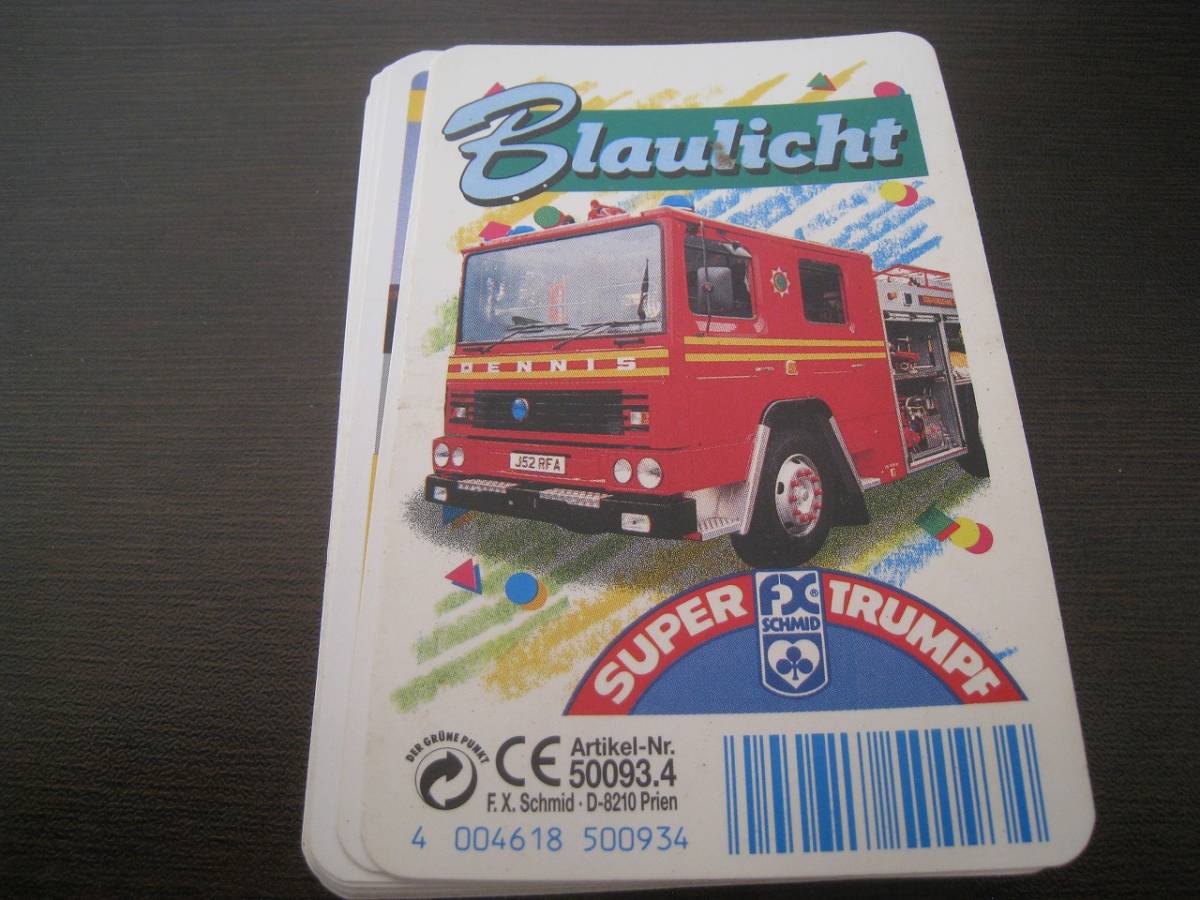 Blaulicht
DENNIS
J52 RFA
SUPER TRUMPF
FX®
SCHMID
DER GRÜNE PUNKT
CE
Artikel-Nr.
50093.4
F. X. Schmid · D-8210 Prien
4 004618 500934